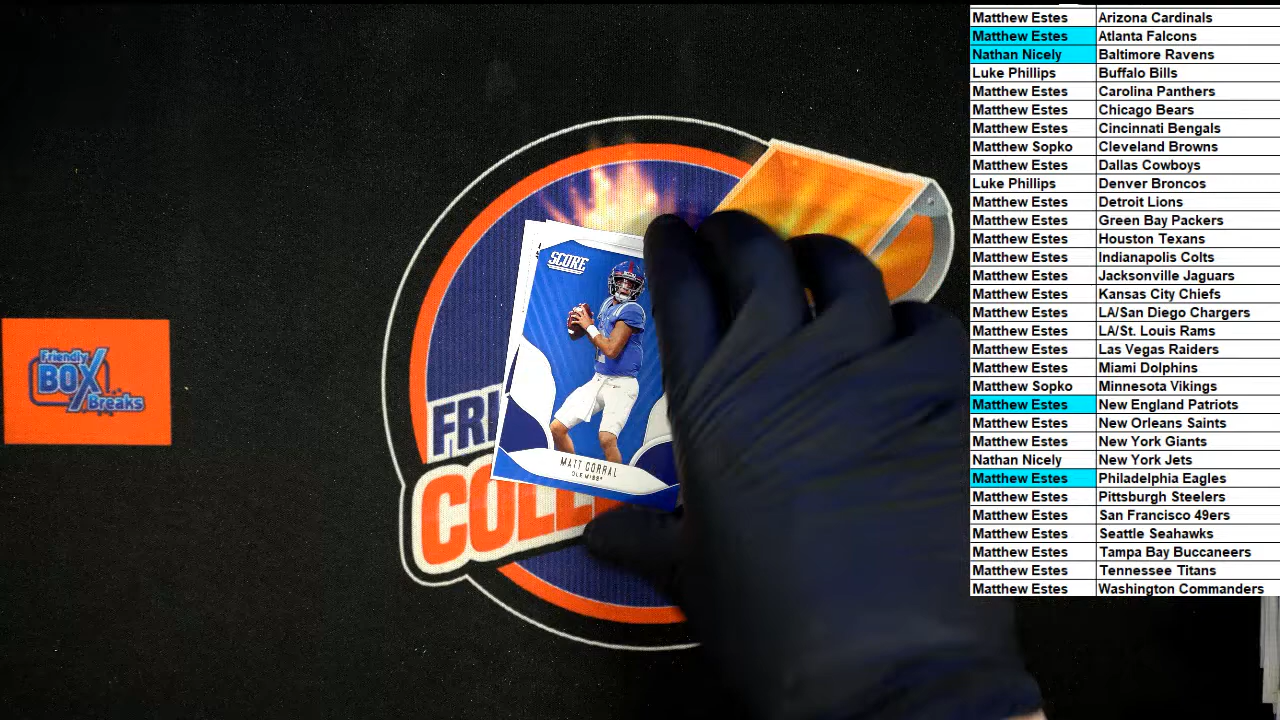 Matthew Estes Arizona Cardinals
Matthew Estes Atlanta Falcons
Nathan Nicely Baltimore Ravens
Luke Phillips Buffalo Bills
Matthew Estes Carolina Panthers
Matthew Estes Chicago Bears
Matthew Estes Cincinnati Bengals
Matthew Sopko Cleveland Browns
Matthew Estes Dallas Cowboys
Luke Phillips Denver Broncos
Matthew Estes Detroit Lions
Matthew Estes Green Bay Packers
Matthew Estes Houston Texans
Matthew Estes Indianapolis Colts
Matthew Estes Jacksonville Jaguars
Matthew Estes Kansas City Chiefs
Matthew Estes LA/San Diego Chargers
Matthew Estes LA/St. Louis Rams
Matthew Estes Las Vegas Raiders
Matthew Estes Miami Dolphins
Matthew Sopko Minnesota Vikings
Matthew Estes New England Patriots
Matthew Estes New Orleans Saints
Matthew Estes New York Giants
Nathan Nicely New York Jets
Matthew Estes Philadelphia Eagles
Matthew Estes Pittsburgh Steelers
Matthew Estes San Francisco 49ers
Matthew Estes Seattle Seahawks
Matthew Estes Tampa Bay Buccaneers
Matthew Estes Tennessee Titans
Matthew Estes Washington Commanders
SCORE
MATT CORRAL
OLE MISS
Friendly
BOX
Breaks
FRI
COLL